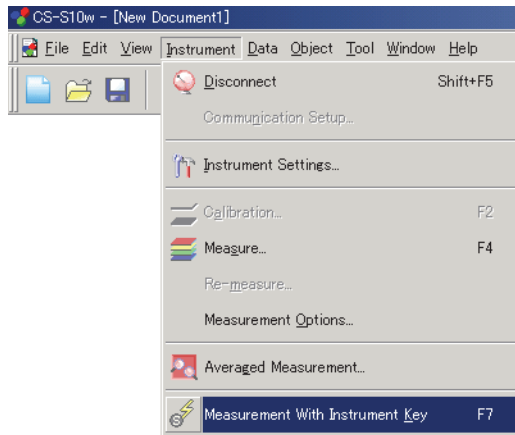 CS-S10w - [New Document1]
File Edit View Instrument Data Object Tool Window Help
Disconnect Shift+F5
Communication Setup...
Instrument Settings...
Calibration... F2
Measure... F4
Re-measure...
Measurement Options...
Averaged Measurement...
Measurement With Instrument Key F7